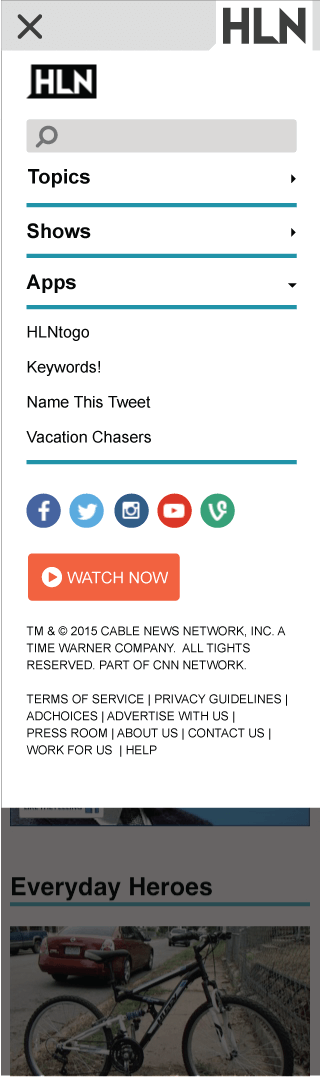 HLN
HLN
Topics
Shows
Apps
HLNtogo
Keywords!
Name This Tweet
Vacation Chasers
WATCH NOW
TM & © 2015 CABLE NEWS NETWORK, INC. A
TIME WARNER COMPANY.  ALL TIGHTS
RESERVED. PART OF CNN NETWORK.
TERMS OF SERVICE | PRIVACY GUIDELINES |
ADCHOICES | ADVERTISE WITH US |
PRESS ROOM | ABOUT US | CONTACT US |
WORK FOR US  | HELP
Everyday Heroes